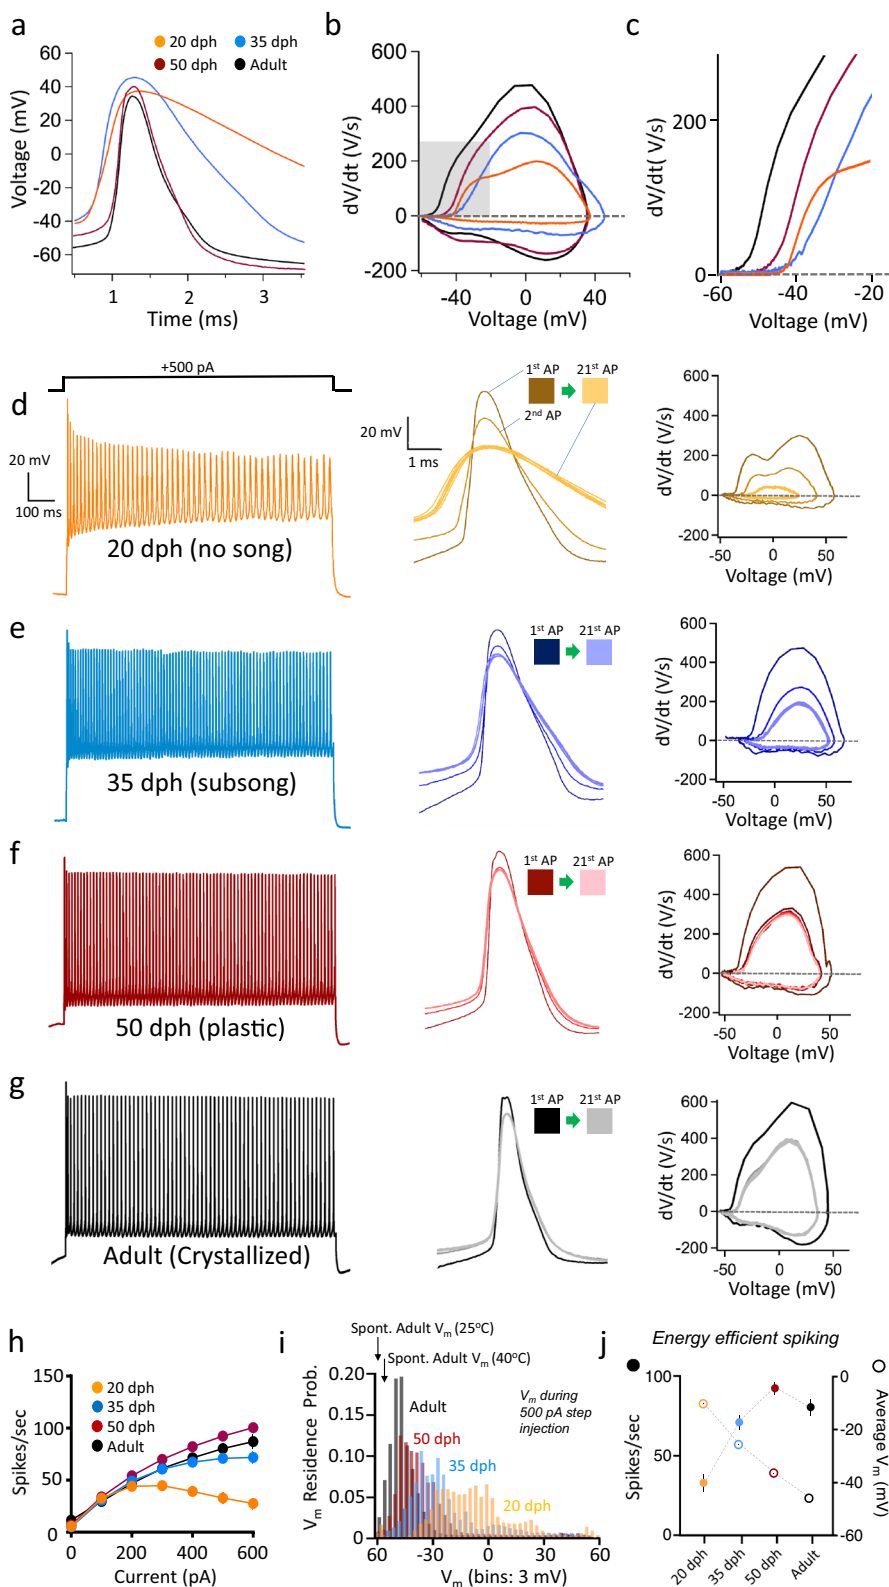 a
20 dph
35 dph
50 dph
Adult
Voltage (mV)
60
40
20
0
-20
-40
-60
1
2
3
Time (ms)
b
dV/dt (V/s)
600
400
200
0
-200
-40
0
40
Voltage (mV)
c
dV/dt( V/s)
200
0
-60
-40
-20
Voltage (mV)
+500 pA
d
20 mV
100 ms
20 dph (no song)
20 mV
1 ms
1st AP
21st AP
2nd AP
dV/dt (V/s)
600
400
200
0
-200
-50
0
50
Voltage (mV)
e
35 dph (subsong)
1st AP
21st AP
dV/dt (V/s)
600
400
200
0
-200
-50
0
50
Voltage (mV)
f
50 dph (plastic)
1st AP
21st AP
dV/dt (V/s)
600
400
200
0
-200
-50
0
50
Voltage (mV)
g
Adult (Crystallized)
1st AP
21st AP
dV/dt (V/s)
600
400
200
0
-200
-50
0
50
Voltage (mV)
h
Spikes/sec
150
100
50
0
20 dph
35 dph
50 dph
Adult
0
200
400
600
Current (pA)
i
Spont. Adult Vm (25°C)
Spont. Adult Vm (40°C)
Vm Residence Prob.
0.20
0.15
0.10
0.05
0
Adult
50 dph
35 dph
20 dph
Vm during
500 pA step
injection
60
-30
0
30
60
Vm (bins: 3 mV)
j
Energy efficient spiking
Spikes/sec
100
50
0
0
-20
-40
-60
Average Vm (mV)
20 dph
35 dph
50 dph
Adult